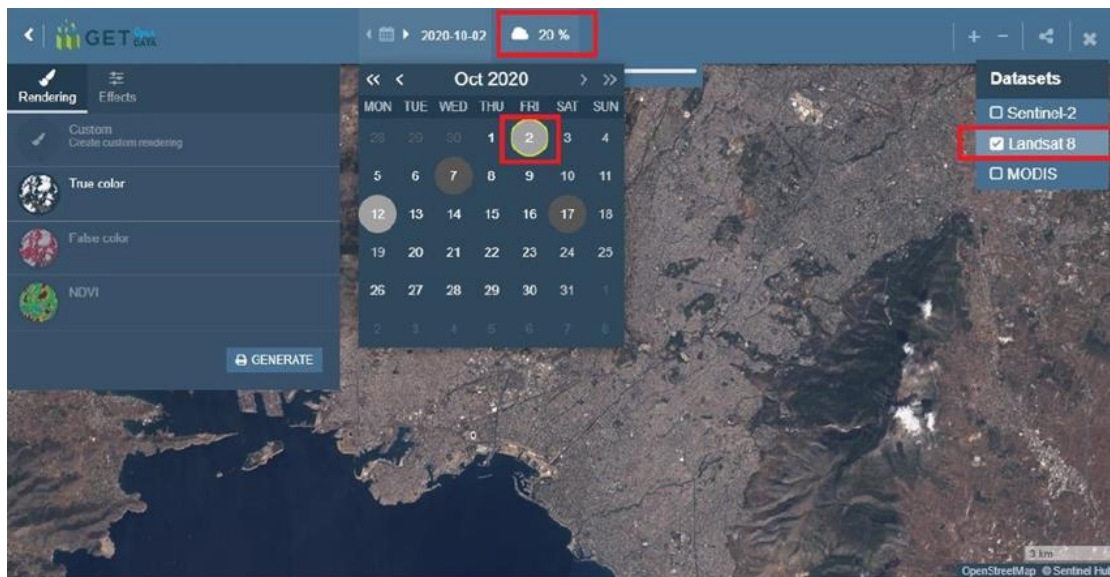 GET Open DATA
2020-10-02
20 %
+ -
Rendering
Effects
Custom
Create custom rendering
True color
False color
NDVI
GENERATE
<< < Oct 2020 > >>
MON TUE WED THU FRI SAT SUN
28 29 30 1 2 3 4
5 6 7 8 9 10 11
12 13 14 15 16 17 18
19 20 21 22 23 24 25
26 27 28 29 30 31 1
2 3 4 5 6 7 8
Datasets
Sentinel-2
Landsat 8
MODIS
3 km
OpenStreetMap © Sentinel Hu